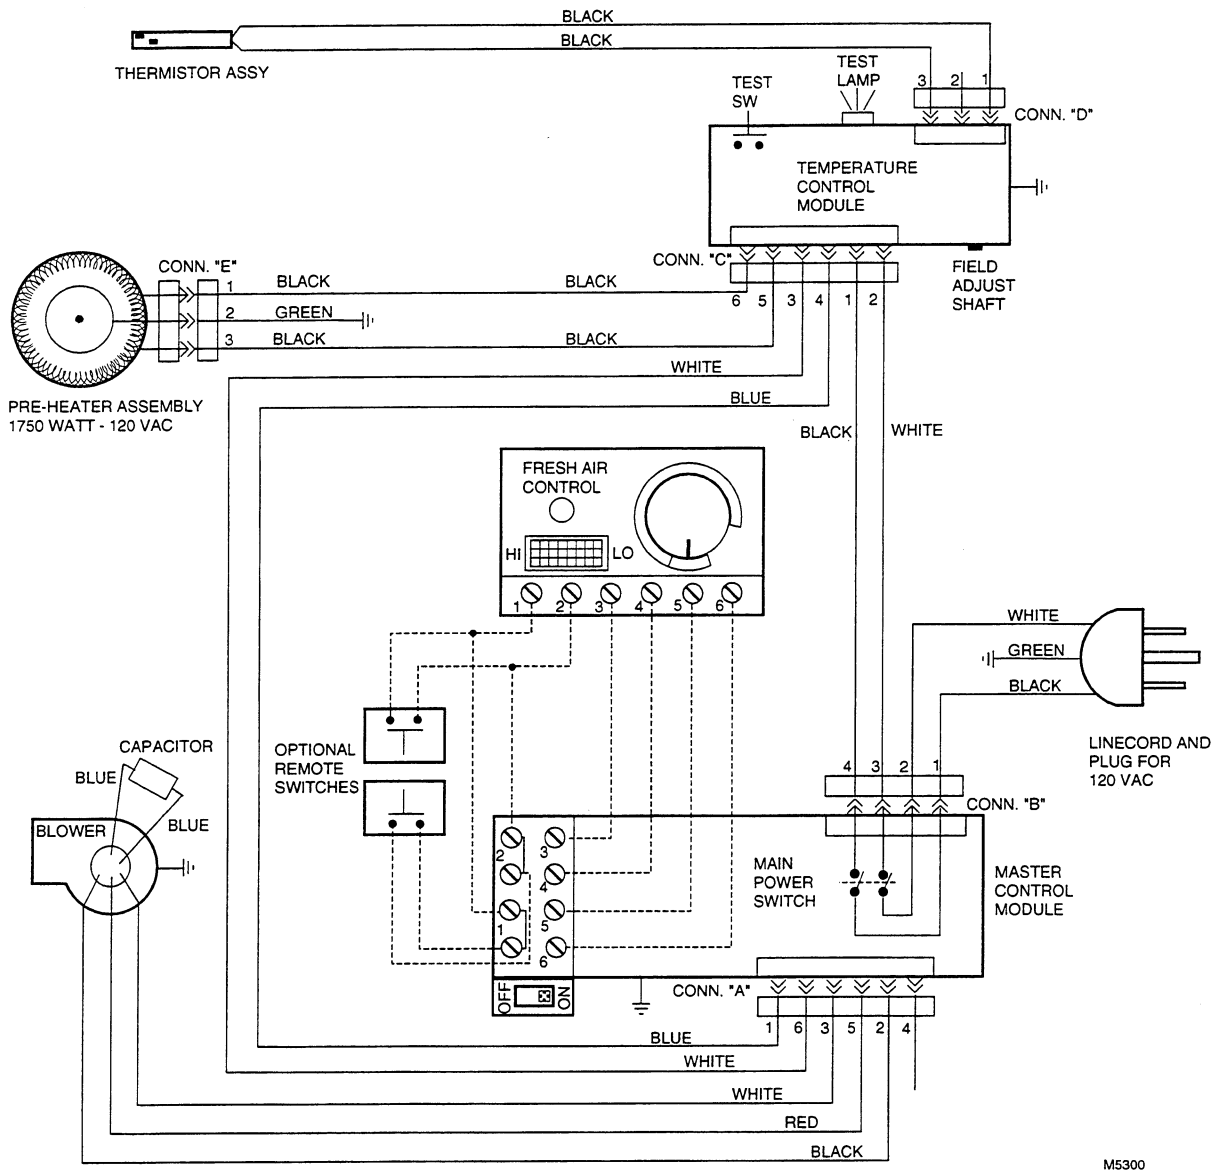 BLACK
BLACK
THERMISTOR ASSY
TEST
SW
TEST
LAMP
3 2 1
CONN. "D"
TEMPERATURE
CONTROL
MODULE
CONN. "C"
6 5 3 4 1 2
FIELD
ADJUST
SHAFT
CONN. "E"
1
BLACK
BLACK
2
GREEN
3
BLACK
BLACK
WHITE
BLUE
PRE-HEATER ASSEMBLY
1750 WATT - 120 VAC
BLACK
WHITE
FRESH AIR
CONTROL
HI
LO
1 2 3 4 5 6
WHITE
GREEN
BLACK
LINECORD AND
PLUG FOR
120 VAC
OPTIONAL
REMOTE
SWITCHES
CAPACITOR
BLUE
BLUE
BLOWER
4 3 2 1
CONN. "B"
MAIN
POWER
SWITCH
MASTER
CONTROL
MODULE
2
3
4
1
5
6
OFF
ON
CONN. "A"
1 6 3 5 2 4
BLUE
WHITE
WHITE
RED
BLACK
M5300